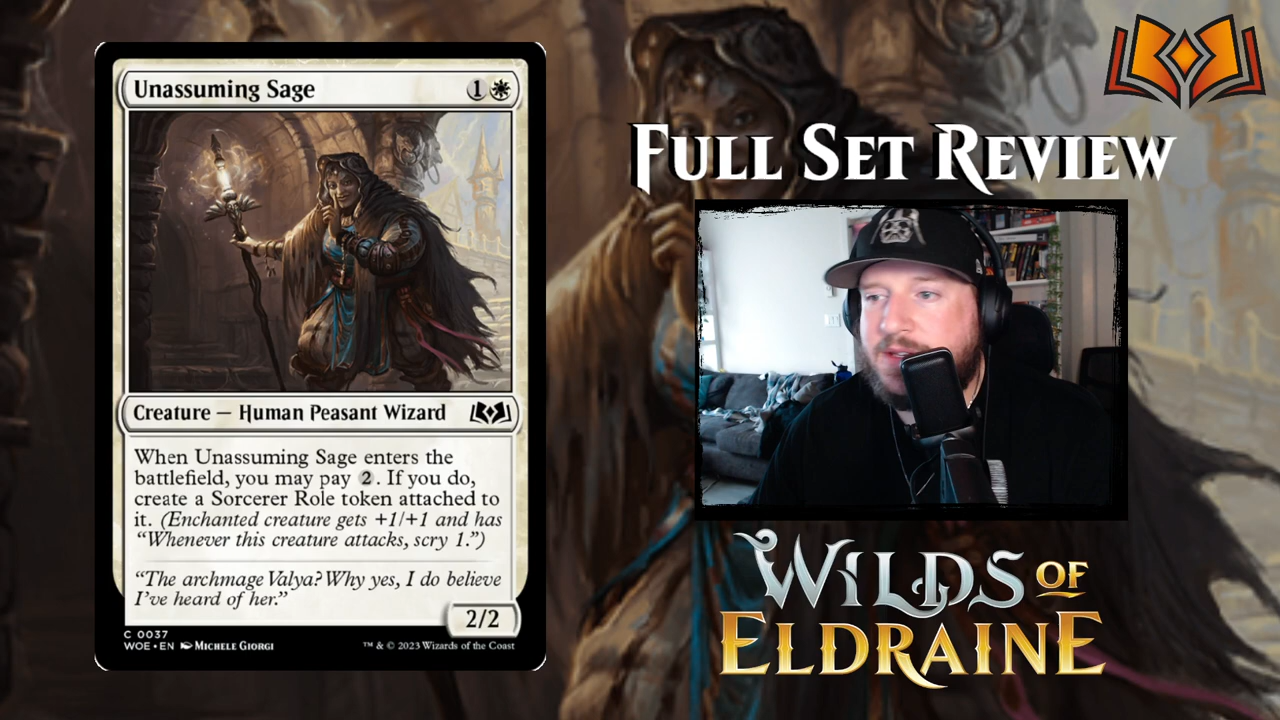 Unassuming Sage 1
Creature — Human Peasant Wizard
When Unassuming Sage enters the
battlefield, you may pay 2. If you do,
create a Sorcerer Role token attached to
it. (Enchanted creature gets +1/+1 and has
“Whenever this creature attacks, scry 1.”)
“The archmage Valya? Why yes, I do believe
I’ve heard of her.”
2/2
C 0037
WOE • EN Michele Giorgi
™ & © 2023 Wizards of the Coast
Full Set Review
Wilds of
Eldraine